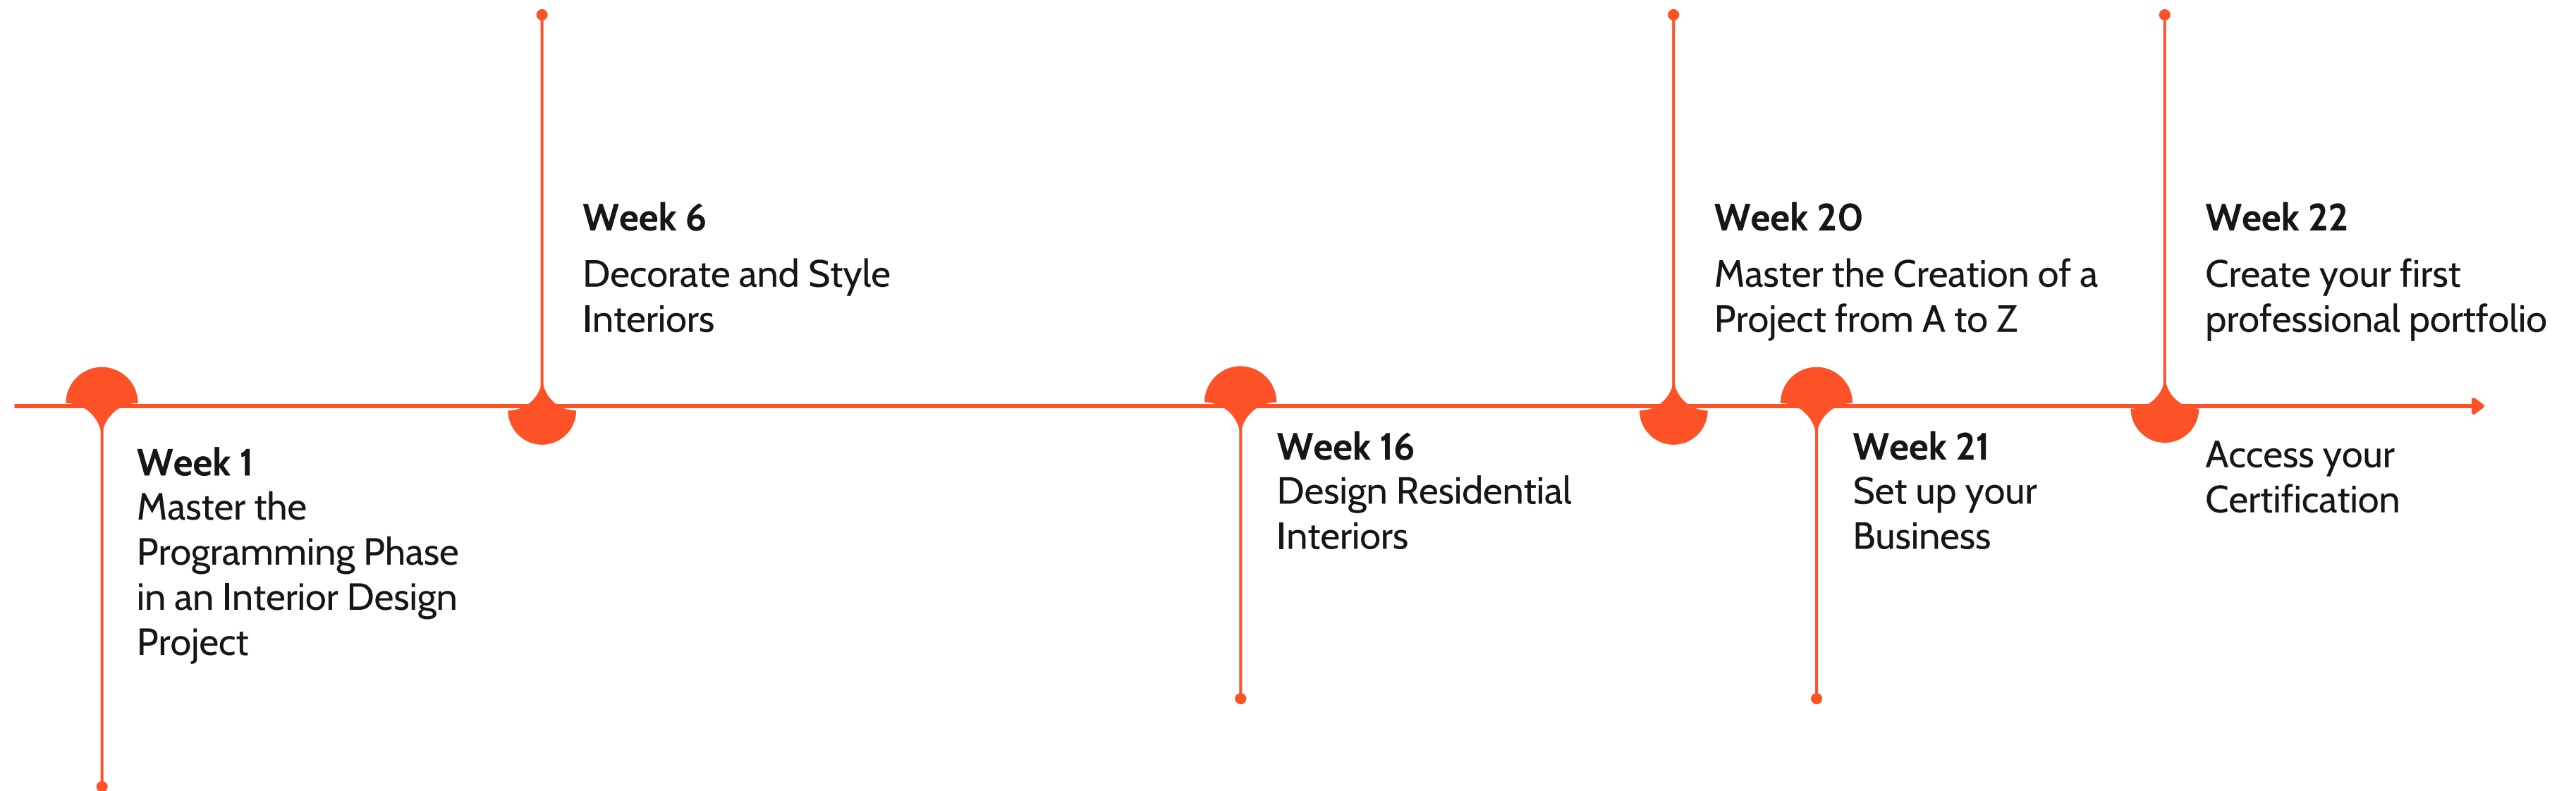 Week 1
Master the
Programming Phase
in an Interior Design
Project
Week 6
Decorate and Style
Interiors
Week 16
Design Residential
Interiors
Week 20
Master the Creation of a
Project from A to Z
Week 21
Set up your
Business
Week 22
Create your first
professional portfolio
Access your
Certification